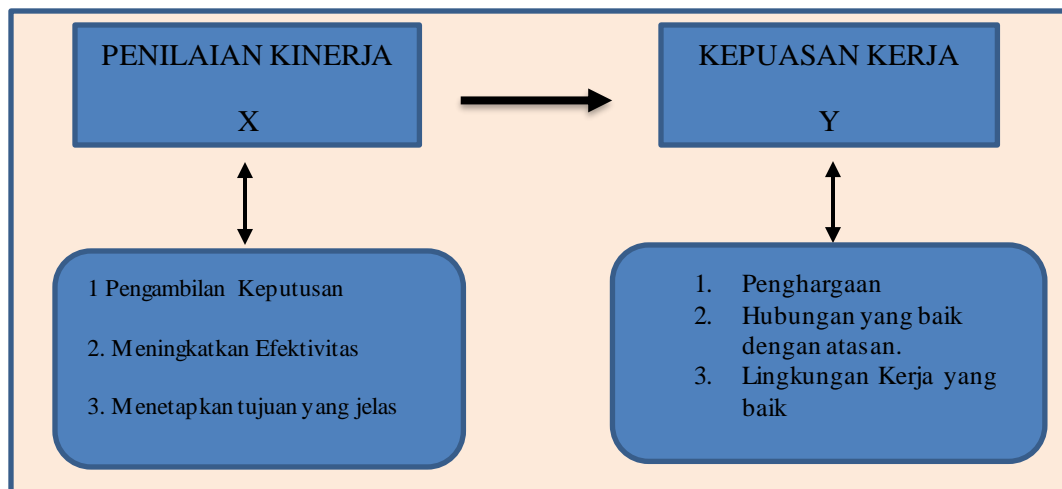 PENILAIAN KINERJA
X
KEPUASAN KERJA
Y
1 Pengambilan Keputusan
2. Meningkatkan Efektivitas
3. Menetapkan tujuan yang jelas
1. Penghargaan
2. Hubungan yang baik
dengan atasan.
3. Lingkungan Kerja yang
baik